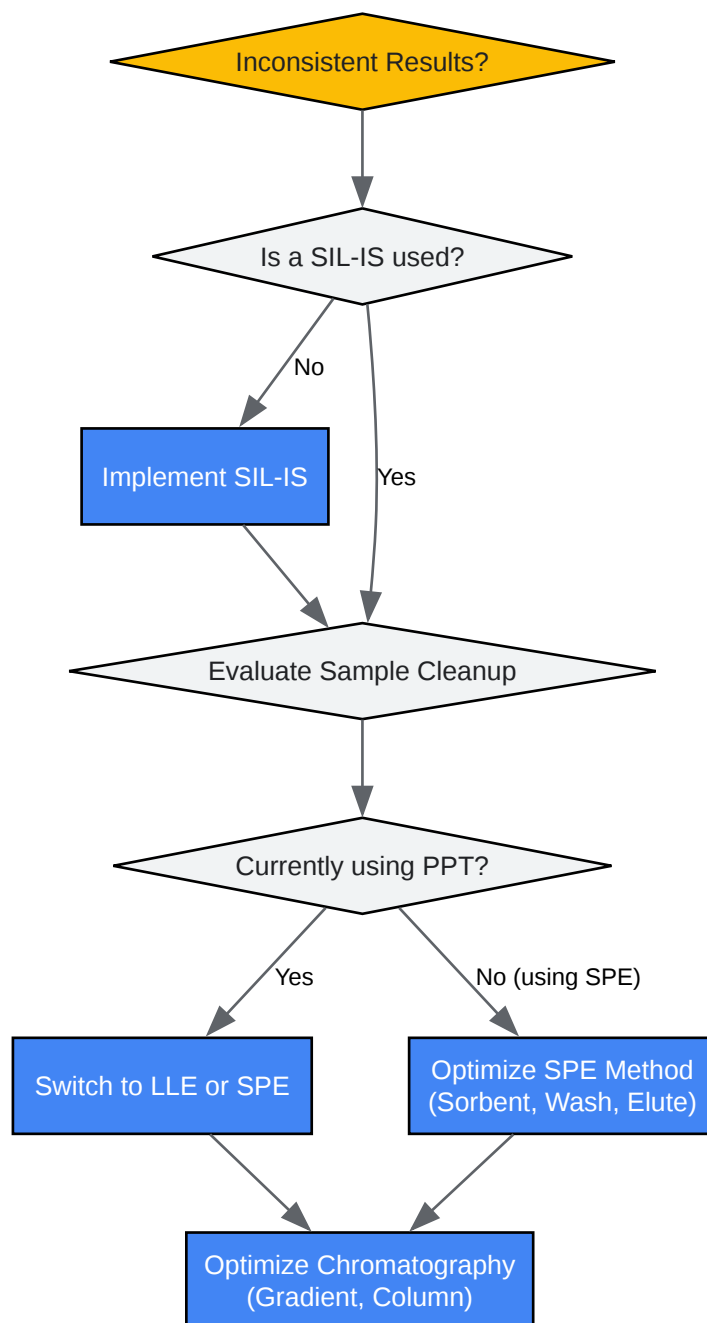 Inconsistent Results?
Is a SIL-IS used?
No
Implement SIL-IS
Yes
Evaluate Sample Cleanup
Currently using PPT?
Yes
No (using SPE)
Switch to LLE or SPE
Optimize SPE Method
(Sorbent, Wash, Elute)
Optimize Chromatography
(Gradient, Column)